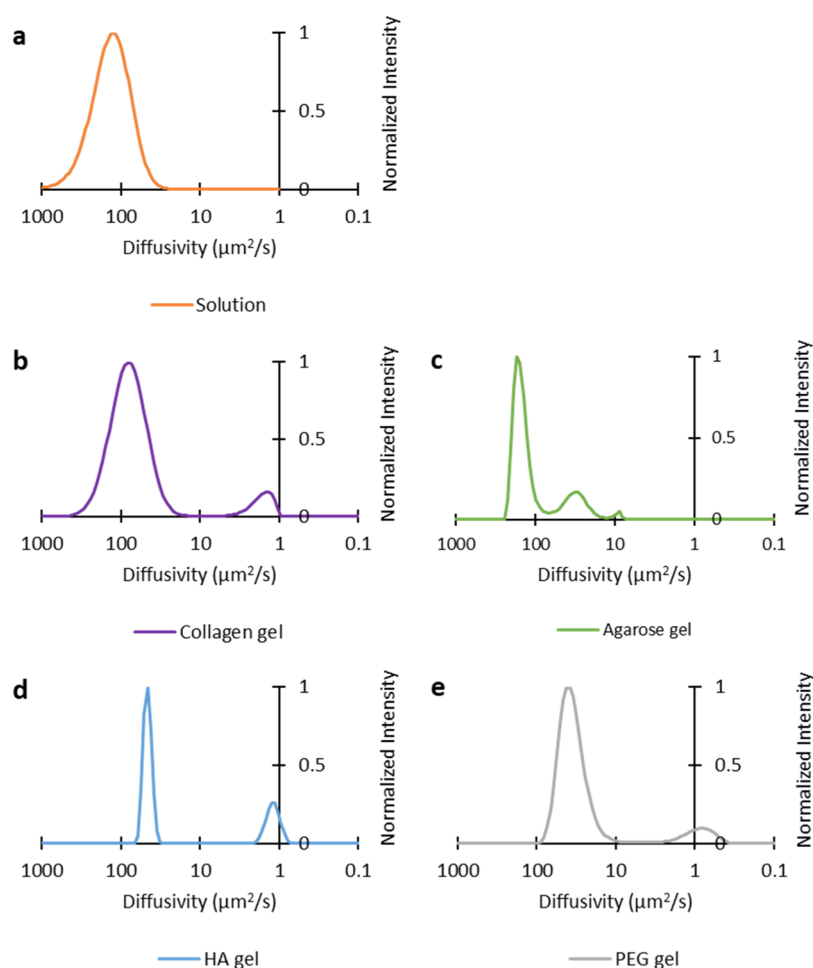 a
1
0.5
0
Normalized Intensity
1000 100 10 1 0.1
Diffusivity (μm²/s)
Solution
b
1
0.5
0
Normalized Intensity
1000 100 10 1 0.1
Diffusivity (μm²/s)
Collagen gel
c
1
0.5
0
Normalized Intensity
1000 100 10 1 0.1
Diffusivity (μm²/s)
Agarose gel
d
1
0.5
0
Normalized Intensity
1000 100 10 1 0.1
Diffusivity (μm²/s)
HA gel
e
1
0.5
0
Normalized Intensity
1000 100 10 1 0.1
Diffusivity (μm²/s)
PEG gel